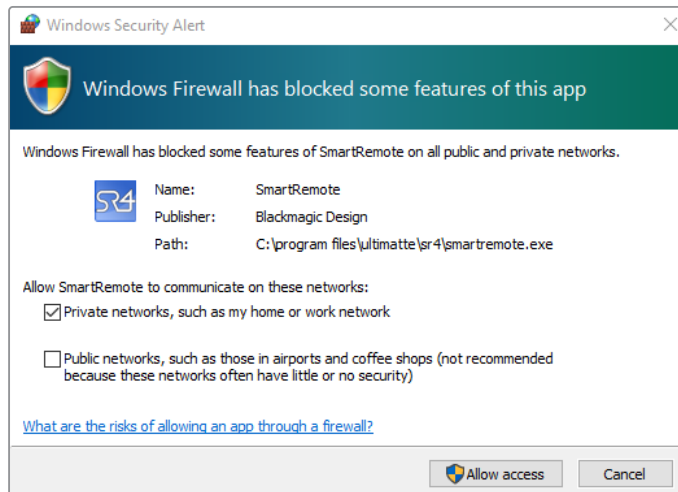 Windows Security Alert
Windows Firewall has blocked some features of this app
Windows Firewall has blocked some features of SmartRemote on all public and private networks.
SR4
Name: SmartRemote
Publisher: Blackmagic Design
Path: C:\program files\ultimatte\sr4\smartremote.exe
Allow SmartRemote to communicate on these networks:
Private networks, such as my home or work network
Public networks, such as those in airports and coffee shops (not recommended
because these networks often have little or no security)
What are the risks of allowing an app through a firewall?
Allow access Cancel